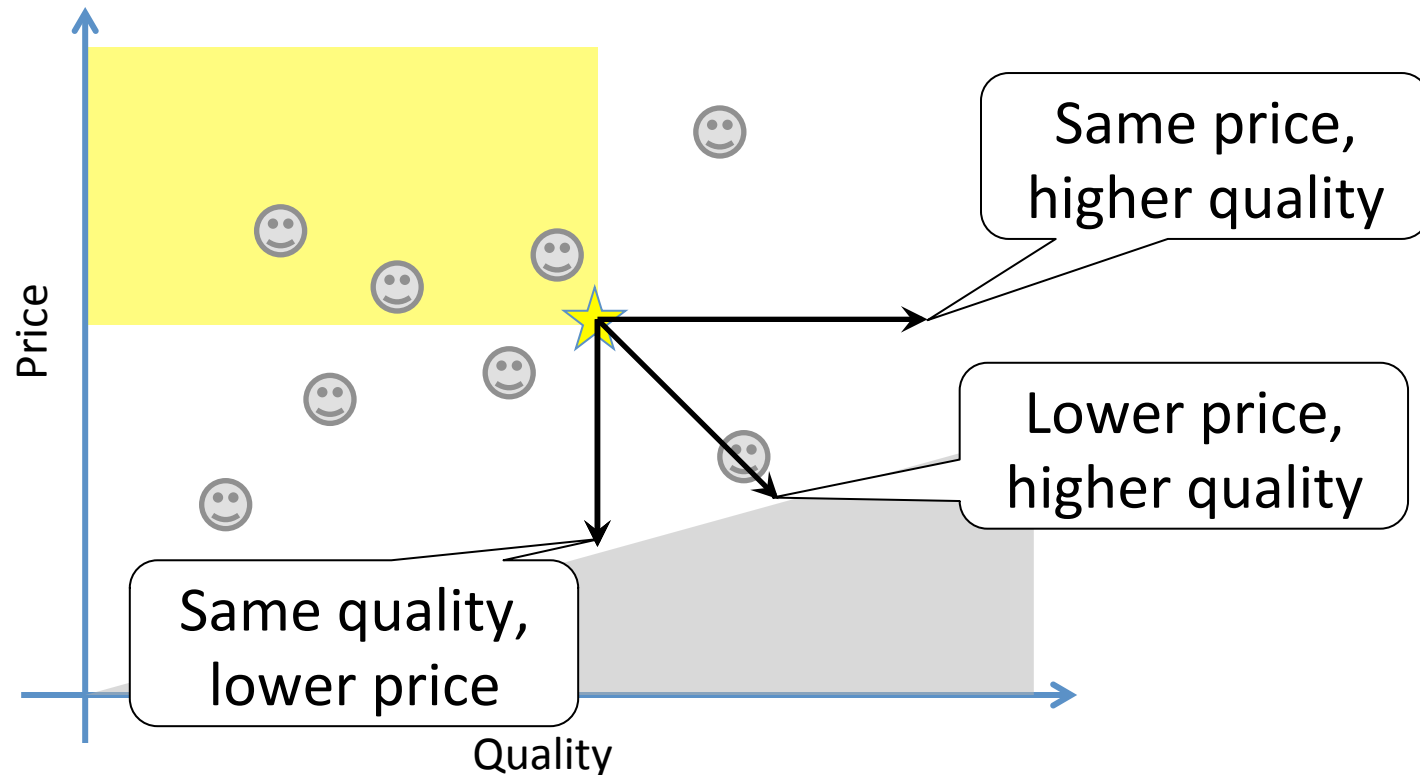 Same price,
higher quality
Price
Lower price,
higher quality
Same quality,
lower price
Quality